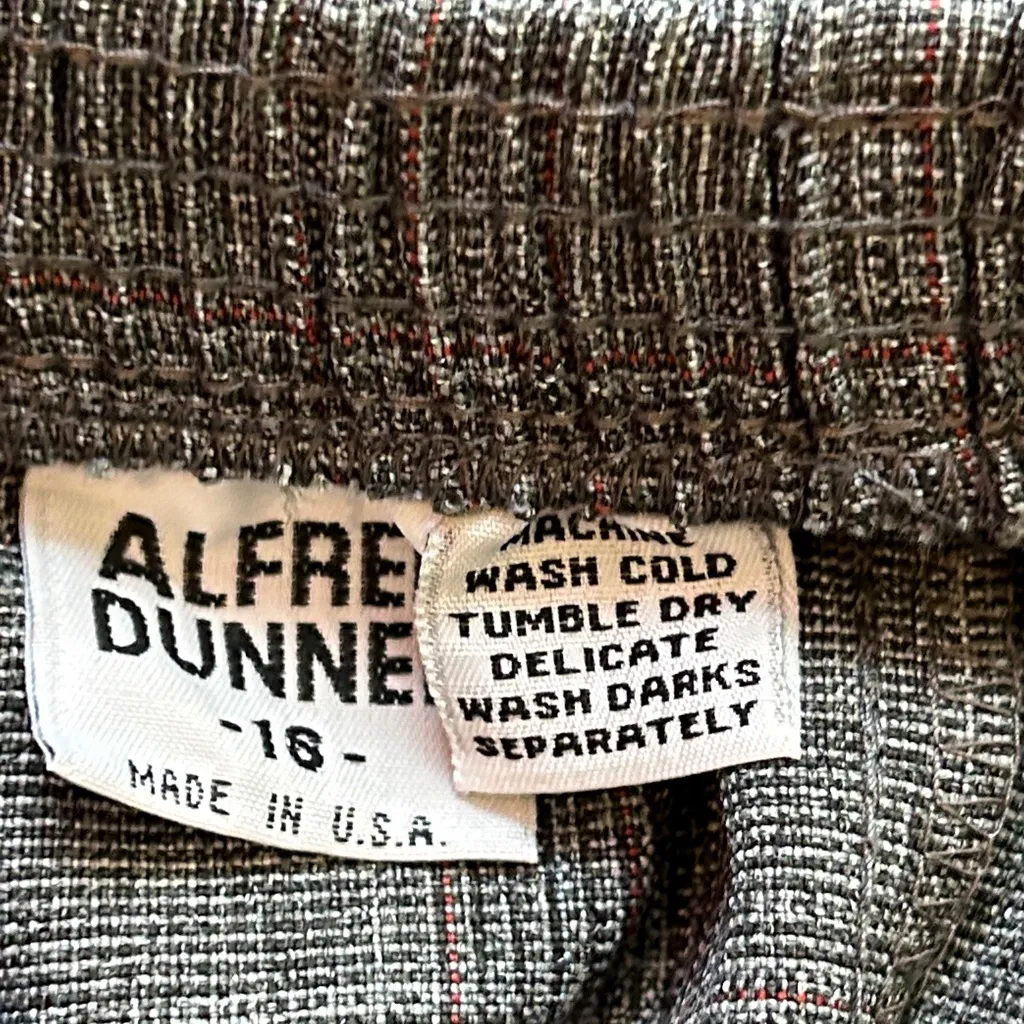 ALFRE
DUNNE
-16-
MADE IN U.S.A.
MACHINE
WASH COLD
TUMBLE DRY
DELICATE
WASH DARKS
SEPARATELY